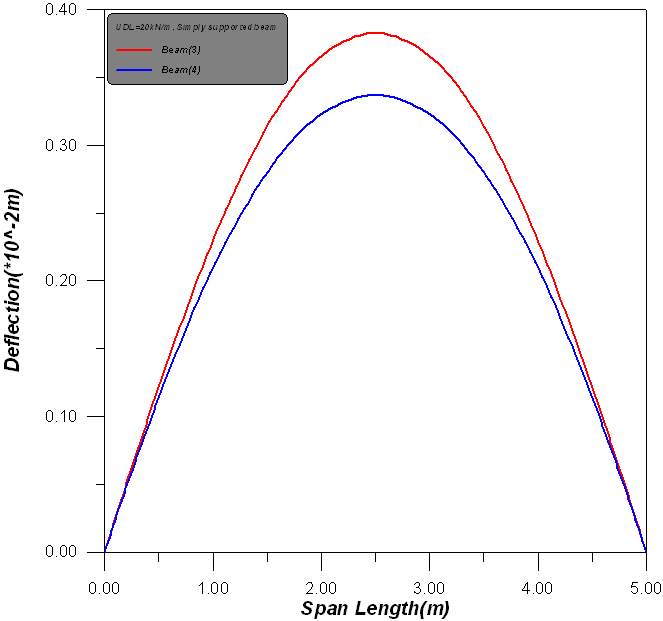 0.40
UDL=20kN/m, Simply supported beam
Beam(3)
Beam(4)
0.30
0.20
0.10
0.00
Deflection(*10^-2m)
0.00 1.00 2.00 3.00 4.00 5.00
Span Length(m)